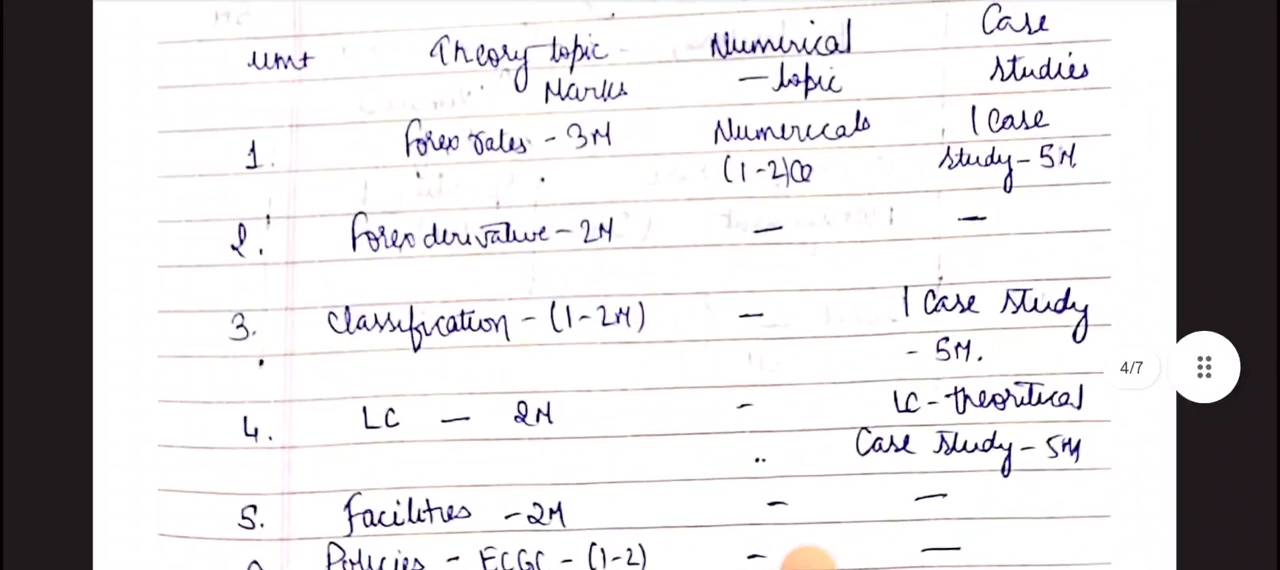 Unit Theory topic Numerical Case
Marks - topic Studies
1. Forex rates - 3M Numericals 1 Case
(1-2)Q Study - 5M
2. Forex derivative - 2M - -
3. Classification - (1-2M) - 1 Case Study
- 5M.
4/7
4. LC - 2M - LC - theoritical
Case Study - 5M
5. facilities - 2M - -
Policies - ECGC - (1-2) - -